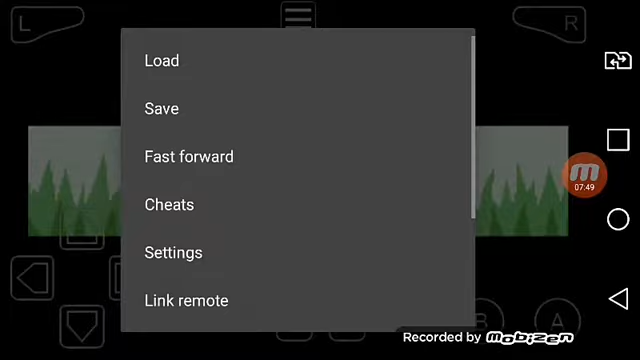 L
R
Load
Save
Fast forward
Cheats
Settings
Link remote
07:49
B
A
Recorded by Mobizen